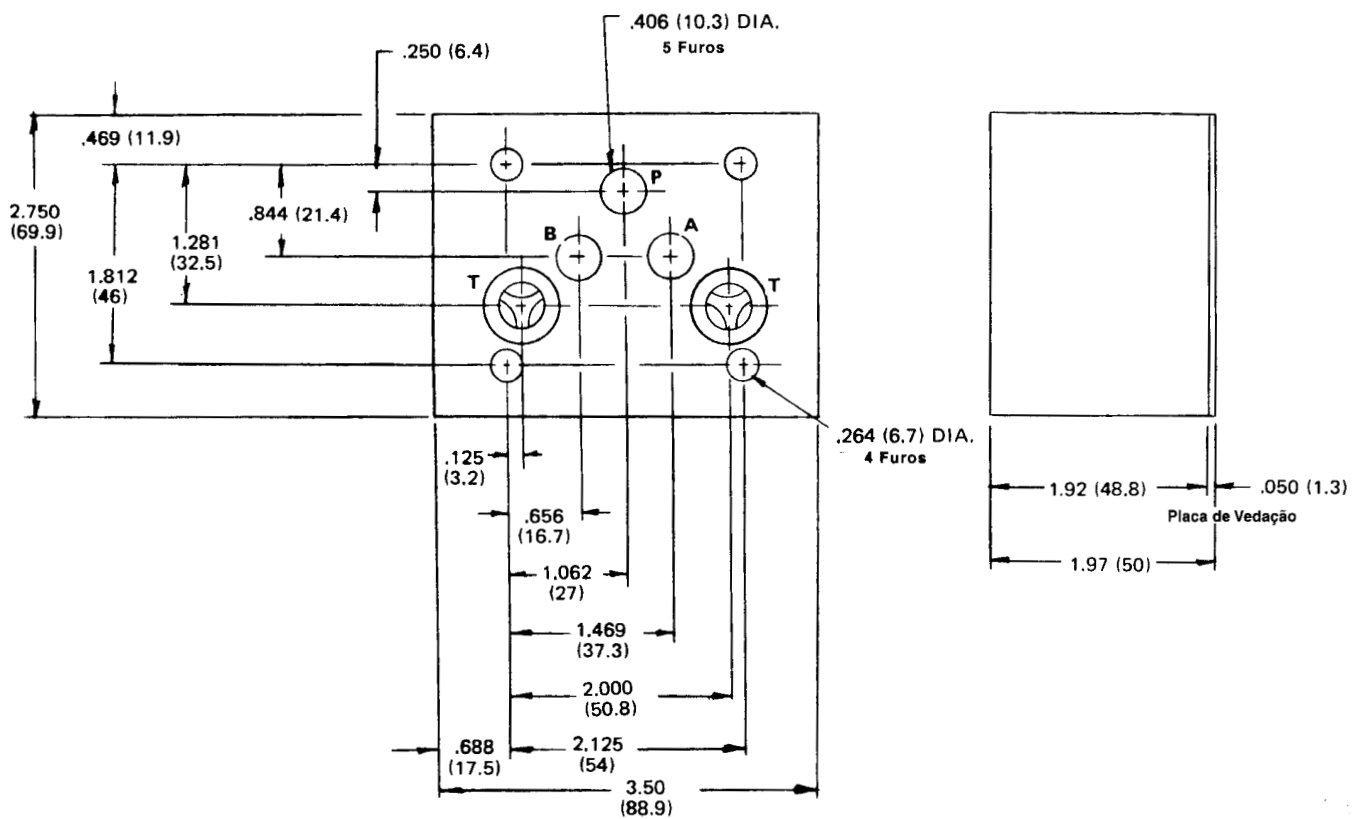 .406 (10.3) DIA.
5 Furos
.250 (6.4)
.469 (11.9)
P
2.750
(69.9)
.844 (21.4)
B
A
1.281
(32.5)
1.812
(46)
T
T
.264 (6.7) DIA.
4 Furos
.125
(3.2)
1.92 (48.8)
.050 (1.3)
Placa de Vedação
.656
(16.7)
1.97 (50)
1.062
(27)
1.469
(37.3)
2.000
(50.8)
.688
(17.5)
2.125
(54)
3.50
(88.9)